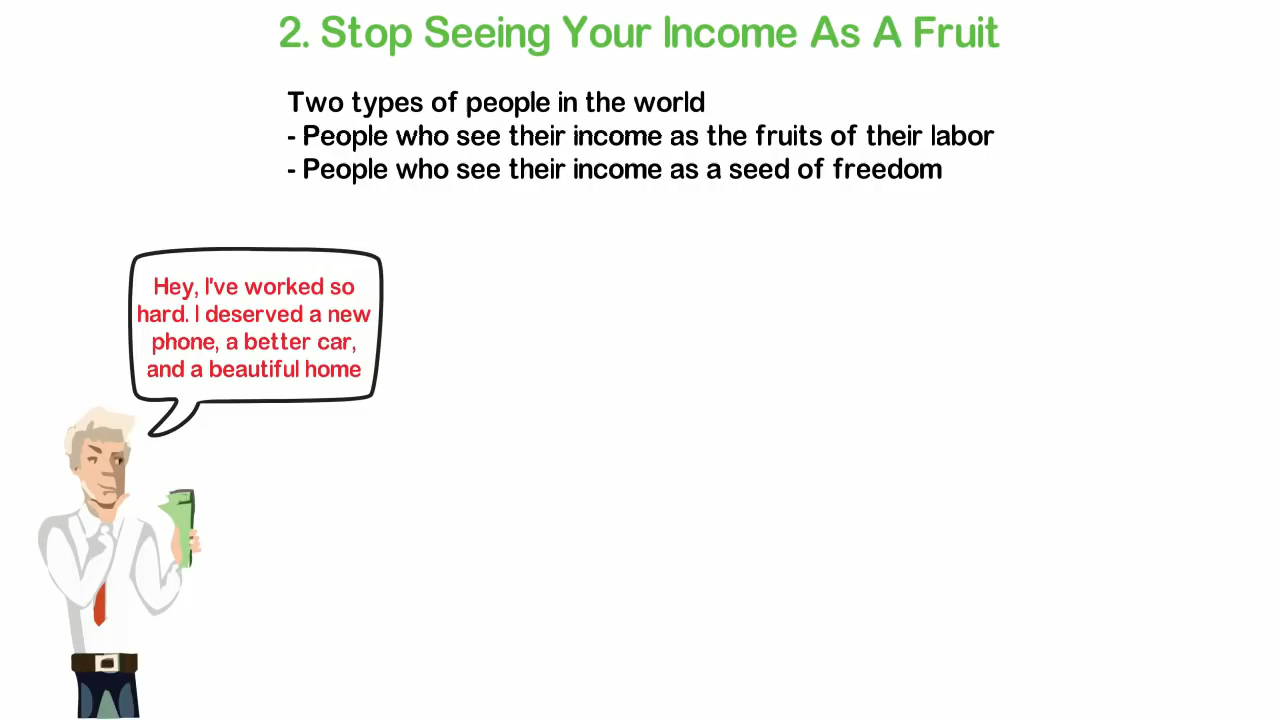 2. Stop Seeing Your Income As A Fruit
Two types of people in the world
- People who see their income as the fruits of their labor
- People who see their income as a seed of freedom
Hey, I've worked so
hard. I deserved a new
phone, a better car,
and a beautiful home